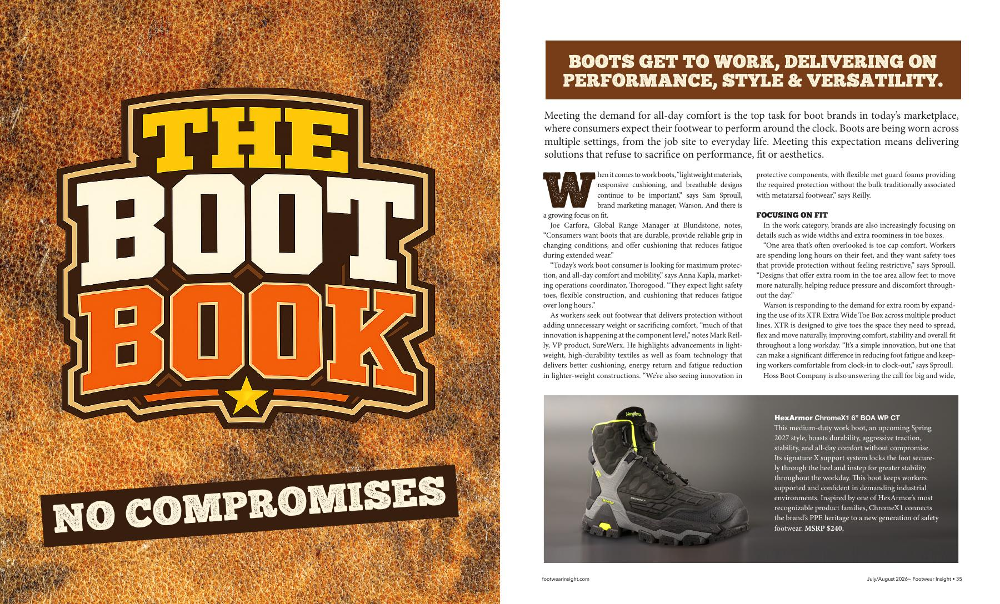 THE
BOOT
BOOK
NO COMPROMISES
BOOTS GET TO WORK, DELIVERING ON
PERFORMANCE, STYLE & VERSATILITY.
Meeting the demand for all-day comfort is the top task for boot brands in today’s marketplace,
where consumers expect their footwear to perform around the clock. Boots are being worn across
multiple settings, from the job site to everyday life. Meeting this expectation means delivering
solutions that refuse to sacrifice on performance, fit or aesthetics.
When it comes to work boots, “lightweight materials,
responsive cushioning, and breathable designs
continue to be important,” says Sam Sproull,
brand marketing manager, Warson. And there is
a growing focus on fit.
Joe Carfora, Global Range Manager at Blundstone, notes,
“Consumers want boots that are durable, provide reliable grip in
changing conditions, and offer cushioning that reduces fatigue
during extended wear.”
“Today’s work boot consumer is looking for maximum protec-
tion, and all-day comfort and mobility,” says Anna Kapla, market-
ing operations coordinator, Thorogood. “They expect light safety
toes, flexible construction, and cushioning that reduces fatigue
over long hours.”
As workers seek out footwear that delivers protection without
adding unnecessary weight or sacrificing comfort, “much of that
innovation is happening at the component level,” notes Mark Reil-
ly, VP product, SureWerx. He highlights advancements in light-
weight, high-durability textiles as well as foam technology that
delivers better cushioning, energy return and fatigue reduction
in lighter-weight constructions. “We’re also seeing innovation in
protective components, with flexible met guard foams providing
the required protection without the bulk traditionally associated
with metatarsal footwear,” says Reilly.
FOCUSING ON FIT
In the work category, brands are also increasingly focusing on
details such as wide widths and extra roominess in toe boxes.
“One area that’s often overlooked is toe cap comfort. Workers
are spending long hours on their feet, and they want safety toes
that provide protection without feeling restrictive,” says Sproull.
“Designs that offer extra room in the toe area allow feet to move
more naturally, helping reduce pressure and discomfort through-
out the day.”
Warson is responding to the demand for extra room by expand-
ing the use of its XTR Extra Wide Toe Box across multiple product
lines. XTR is designed to give toes the space they need to spread,
flex and move naturally, improving comfort, stability and overall fit
throughout a long workday. “It’s a simple innovation, but one that
can make a significant difference in reducing foot fatigue and keep-
ing workers comfortable from clock-in to clock-out,” says Sproull.
Hoss Boot Company is also answering the call for big and wide,
HexArmor
WATERPROOF
HexArmor
HexArmor ChromeX1 6” BOA WP CT
This medium-duty work boot, an upcoming Spring
2027 style, boasts durability, aggressive traction,
stability, and all-day comfort without compromise.
Its signature X support system locks the foot secure-
ly through the heel and instep for greater stability
throughout the workday. This boot keeps workers
supported and confident in demanding industrial
environments. Inspired by one of HexArmor’s most
recognizable product families, ChromeX1 connects
the brand’s PPE heritage to a new generation of safety
footwear. MSRP $240.
footwearinsight.com
July/August 2026~ Footwear Insight • 35